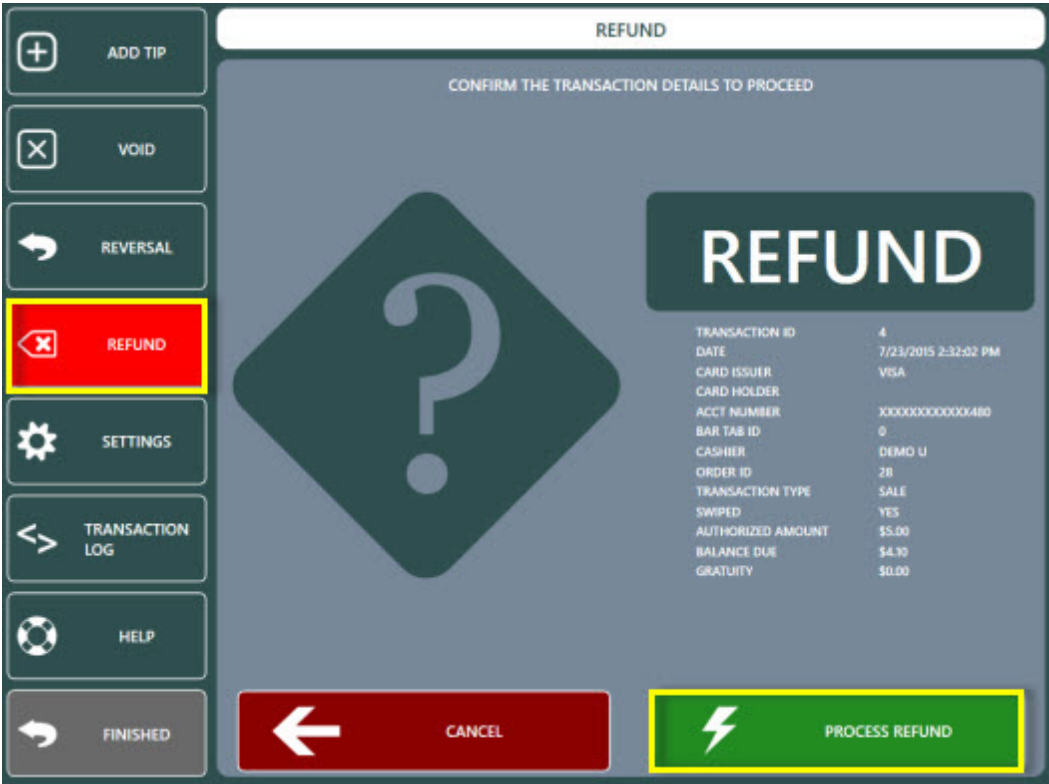 ADD TIP
VOID
REVERSAL
REFUND
SETTINGS
<> TRANSACTION
LOG
HELP
FINISHED
REFUND
CONFIRM THE TRANSACTION DETAILS TO PROCEED
?
REFUND
TRANSACTION ID 4
DATE 7/23/2015 2:32:02 PM
CARD ISSUER VISA
CARD HOLDER
ACCT NUMBER XXXXXXXXXXXXX480
BAR TAB ID 0
CASHIER DEMO U
ORDER ID 28
TRANSACTION TYPE SALE
SWIPED YES
AUTHORIZED AMOUNT $5.00
BALANCE DUE $4.10
GRATUITY $0.00
CANCEL
PROCESS REFUND